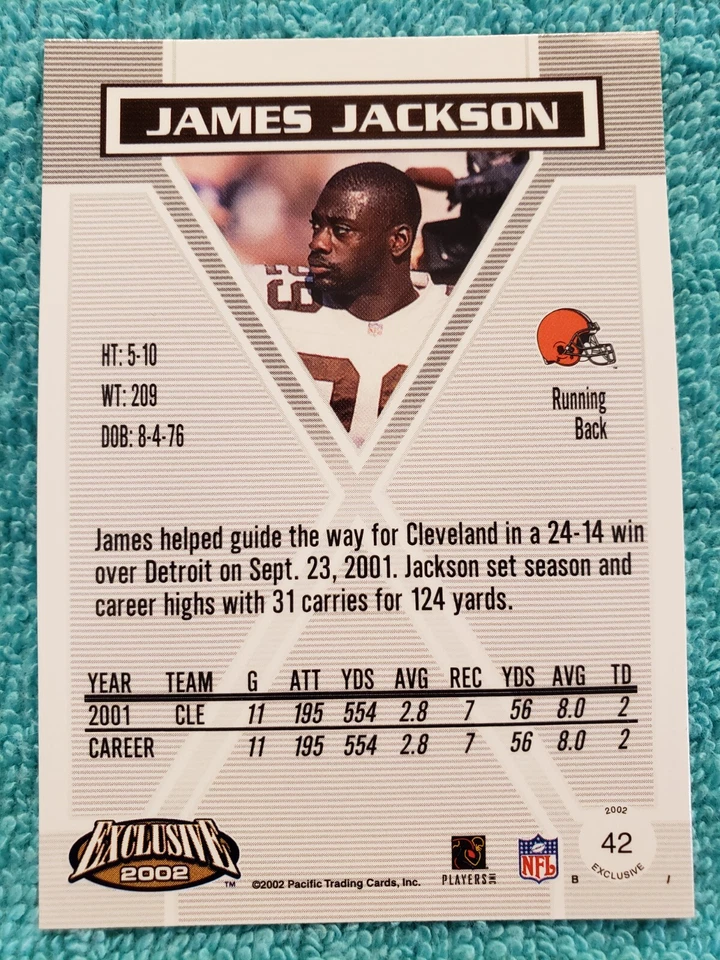 JAMES JACKSON
HT: 5-10
WT: 209
DOB: 8-4-76
Running
Back
James helped guide the way for Cleveland in a 24-14 win
over Detroit on Sept. 23, 2001. Jackson set season and
career highs with 31 carries for 124 yards.
YEAR TEAM G ATT YDS AVG REC YDS AVG TD
2001 CLE 11 195 554 2.8 7 56 8.0 2
CAREER 11 195 554 2.8 7 56 8.0 2
EXCLUSIVE
2002
™ ©2002 Pacific Trading Cards, Inc.
PLAYERS INC
NFL
B
2002
42
EXCLUSIVE
/